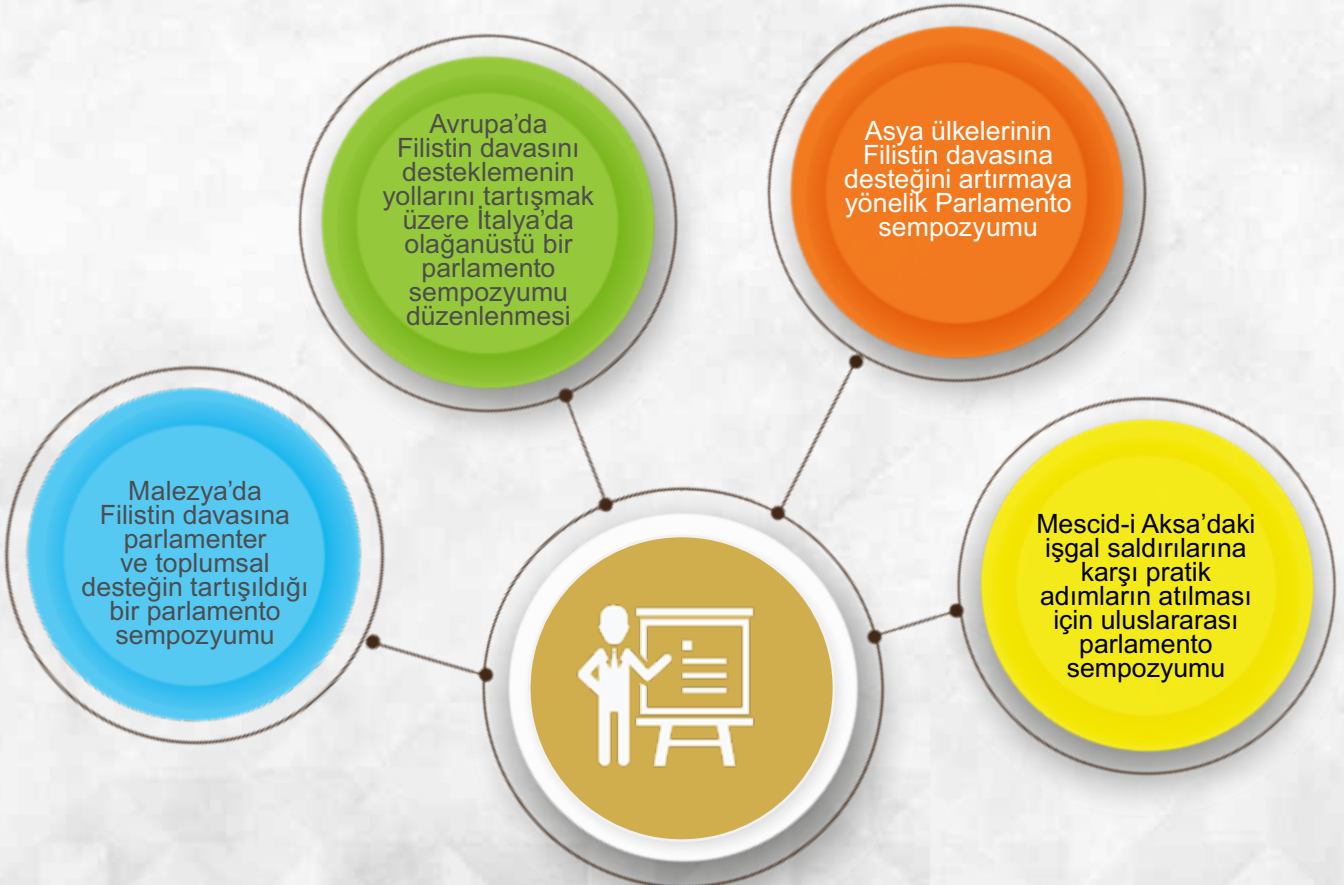 Malezya’da
Filistin davasına
parlamenter
ve toplumsal
desteğin tartışıldığı
bir parlamento
sempozyumu
Avrupa’da
Filistin davasını
desteklemenin
yollarını tartışmak
üzere İtalya’da
olağanüstü bir
parlamento
sempozyumu
düzenlenmesi
Asya ülkelerinin
Filistin davasına
desteğini artırmaya
yönelik Parlamento
sempozyumu
Mescid-i Aksa’daki
işgal saldırılarına
karşı pratik
adımların atılması
için uluslararası
parlamento
sempozyumu